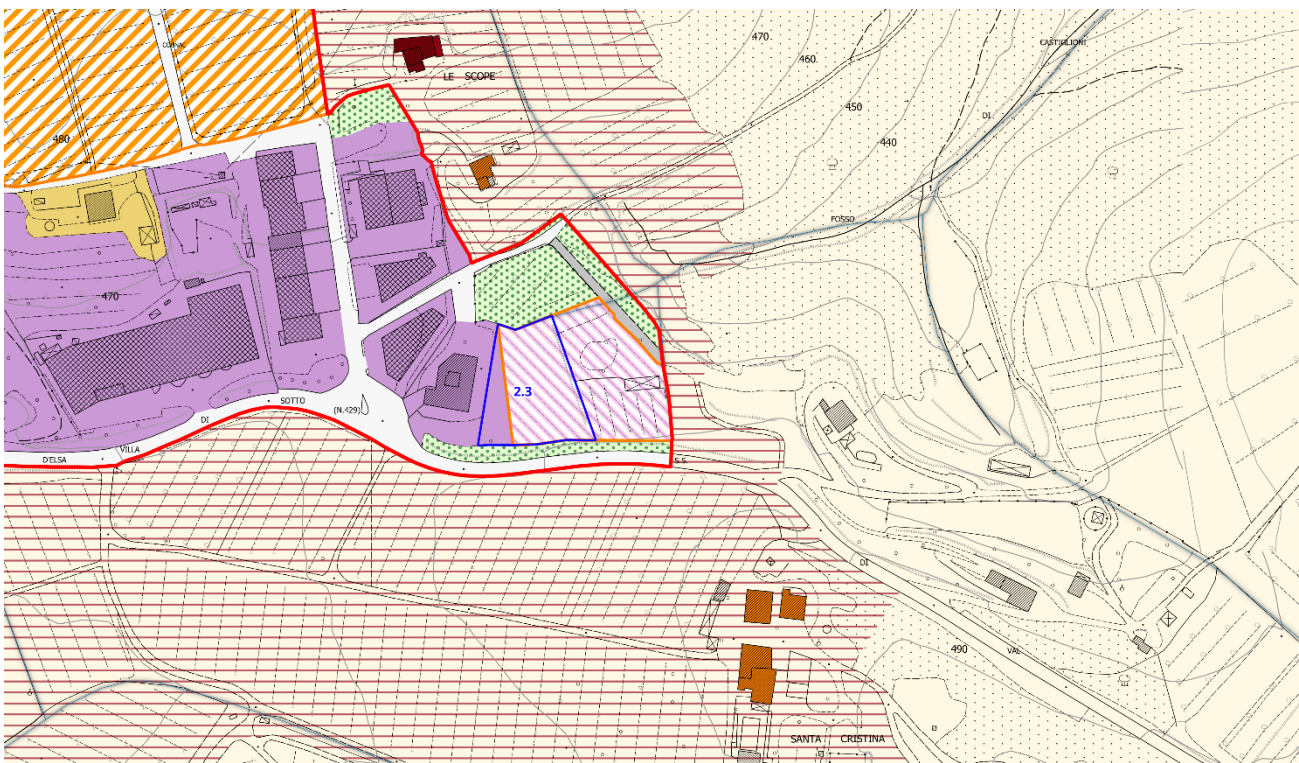 470
CASTIGLIONI
COGNA
460
LE SCOPE
450
DI
480
440
FOSSO
470
2.3
SOTTO
(N.429)
DI
VILLA
D'ELSA
S.S
DI
490
VAL
SANTA CRISTINA